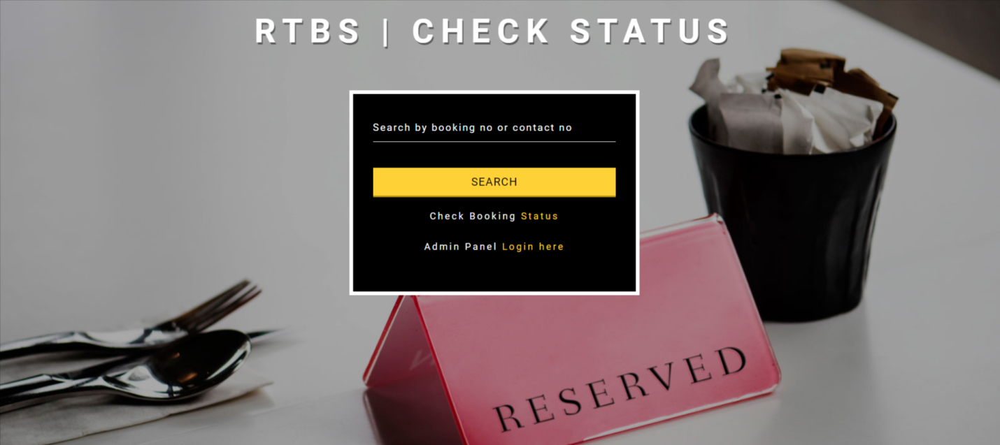 RTBS | CHECK STATUS
Search by booking no or contact no
SEARCH
Check Booking Status
Admin Panel Login here
RESERVED